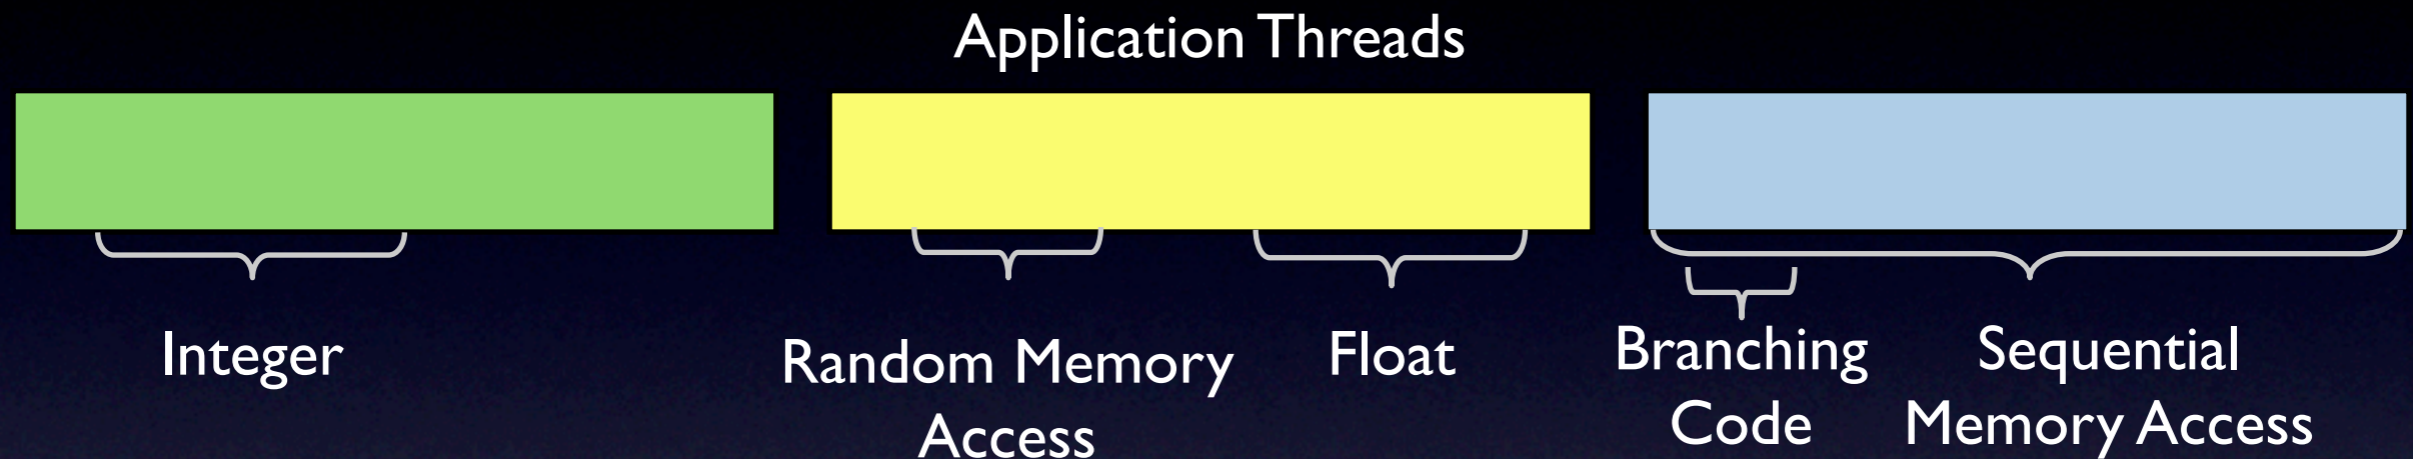 Application Threads
Integer
Random Memory
Access
Float
Branching
Code
Sequential
Memory Access